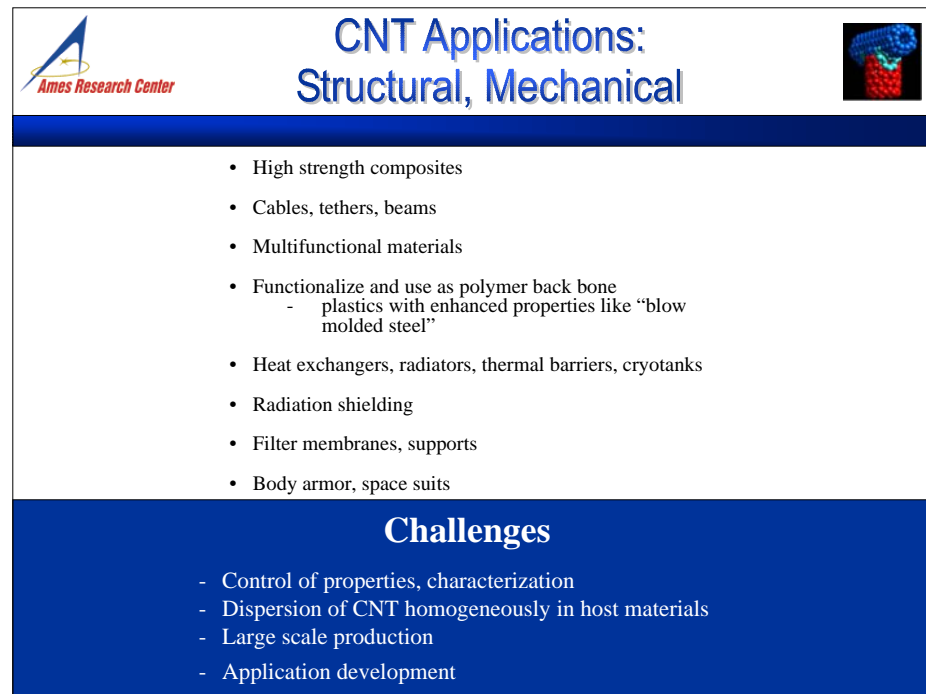 Ames Research Center
CNT Applications:
Structural, Mechanical
• High strength composites
• Cables, tethers, beams
• Multifunctional materials
• Functionalize and use as polymer back bone
- plastics with enhanced properties like “blow
molded steel”
• Heat exchangers, radiators, thermal barriers, cryotanks
• Radiation shielding
• Filter membranes, supports
• Body armor, space suits
Challenges
- Control of properties, characterization
- Dispersion of CNT homogeneously in host materials
- Large scale production
- Application development